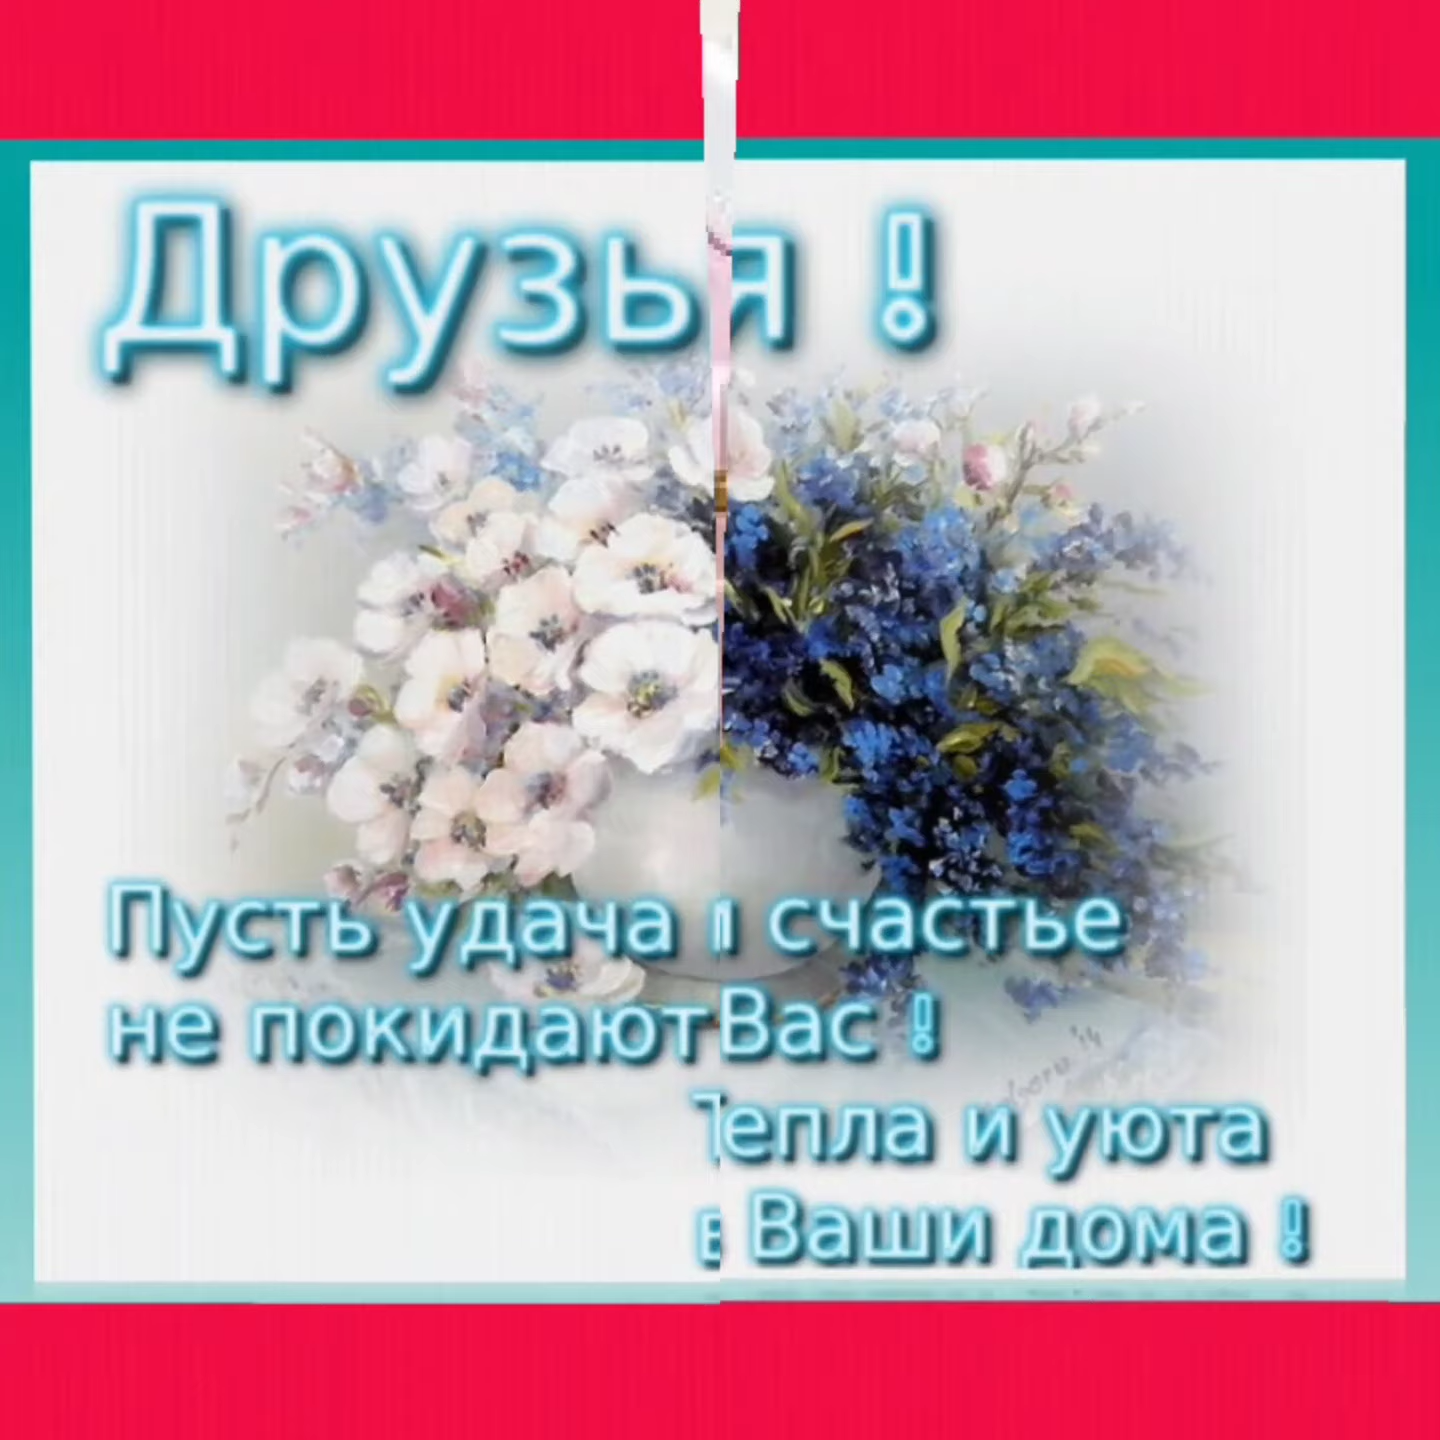 Друзья !
Пусть удача и счастье
не покидают Вас !
Тепла и уюта
в Ваши дома !